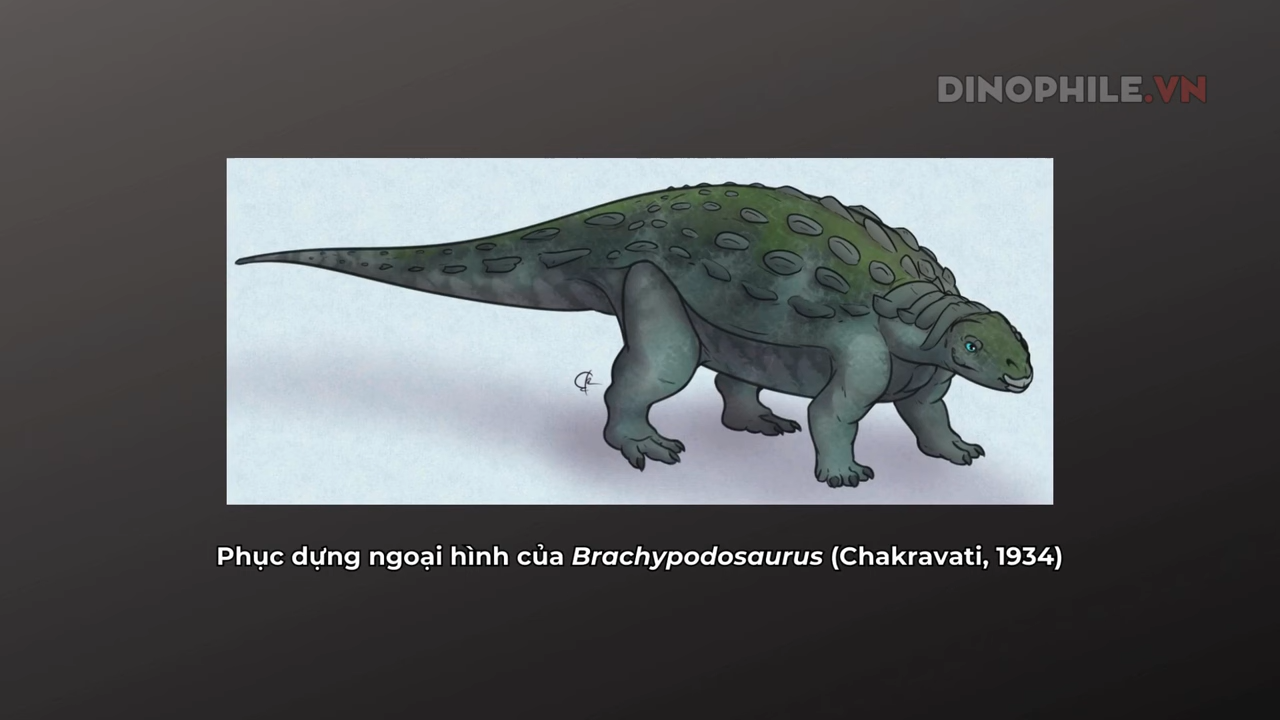 DINOPHILE.VN
Phục dựng ngoại hình của Brachypodosaurus (Chakravati, 1934)